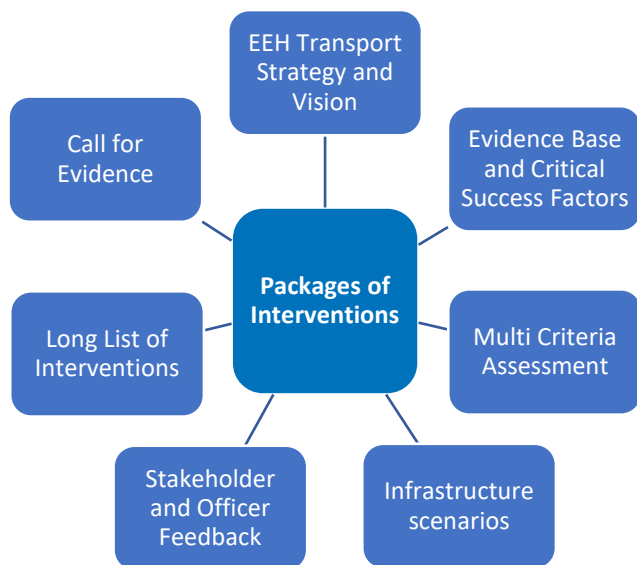 EEH Transport
Strategy and
Vision
Call for
Evidence
Evidence Base
and Critical
Success Factors
Packages of
Interventions
Long List of
Interventions
Multi Criteria
Assessment
Stakeholder
and Officer
Feedback
Infrastructure
scenarios